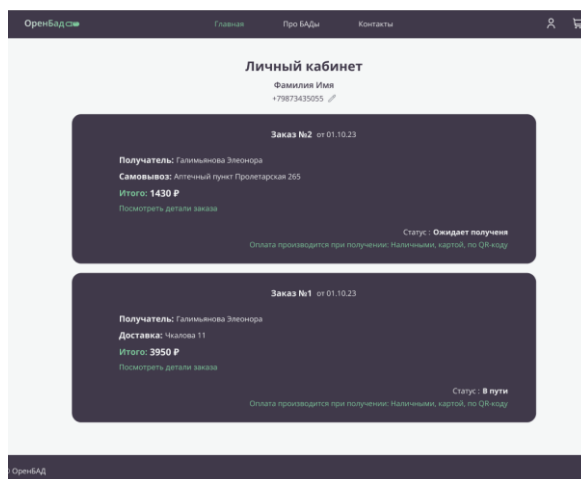 ОренБад
Главная Про БАДы Контакты
Личный кабинет
Фамилия Имя
+79873435055
Заказ №2 от 01.10.23
Получатель: Галимьянова Элеонора
Самовывоз: Аптечный пункт Пролетарская 265
Итого: 1430 ₽
Посмотреть детали заказа
Статус : Ожидает полученя
Оплата производится при получении: Наличными, картой, по QR-коду
Заказ №1 от 01.10.23
Получатель: Галимьянова Элеонора
Доставка: Чкалова 11
Итого: 3950 ₽
Посмотреть детали заказа
Статус : В пути
Оплата производится при получении: Наличными, картой, по QR-коду
ОренБАД